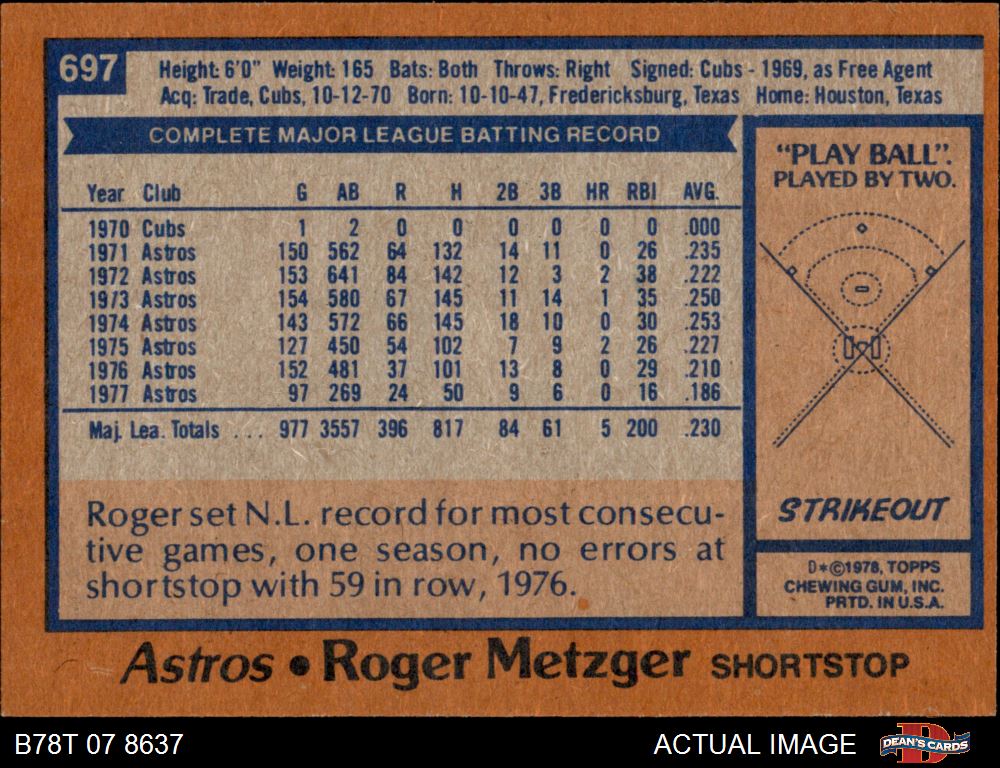 697
Height: 6'0" Weight: 165 Bats: Both Throws: Right Signed: Cubs - 1969, as Free Agent
Acq: Trade, Cubs, 10-12-70 Born: 10-10-47, Fredericksburg, Texas Home: Houston, Texas
COMPLETE MAJOR LEAGUE BATTING RECORD
Year Club G AB R H 2B 3B HR RBI AVG.
1970 Cubs 1 2 0 0 0 0 0 0 .000
1971 Astros 150 562 64 132 14 11 0 26 .235
1972 Astros 153 641 84 142 12 3 2 38 .222
1973 Astros 154 580 67 145 11 14 1 35 .250
1974 Astros 143 572 66 145 18 10 0 30 .253
1975 Astros 127 450 54 102 7 9 2 26 .227
1976 Astros 152 481 37 101 13 8 0 29 .210
1977 Astros 97 269 24 50 9 6 0 16 .186
Maj. Lea. Totals ... 977 3557 396 817 84 61 5 200 .230
Roger set N.L. record for most consecu-
tive games, one season, no errors at
shortstop with 59 in row, 1976.
"PLAY BALL".
PLAYED BY TWO.
STRIKEOUT
D*©1978, TOPPS
CHEWING GUM, INC.
PRTD. IN U.S.A.
Astros • Roger Metzger SHORTSTOP
B78T 07 8637
ACTUAL IMAGE
DEAN'S CARDS